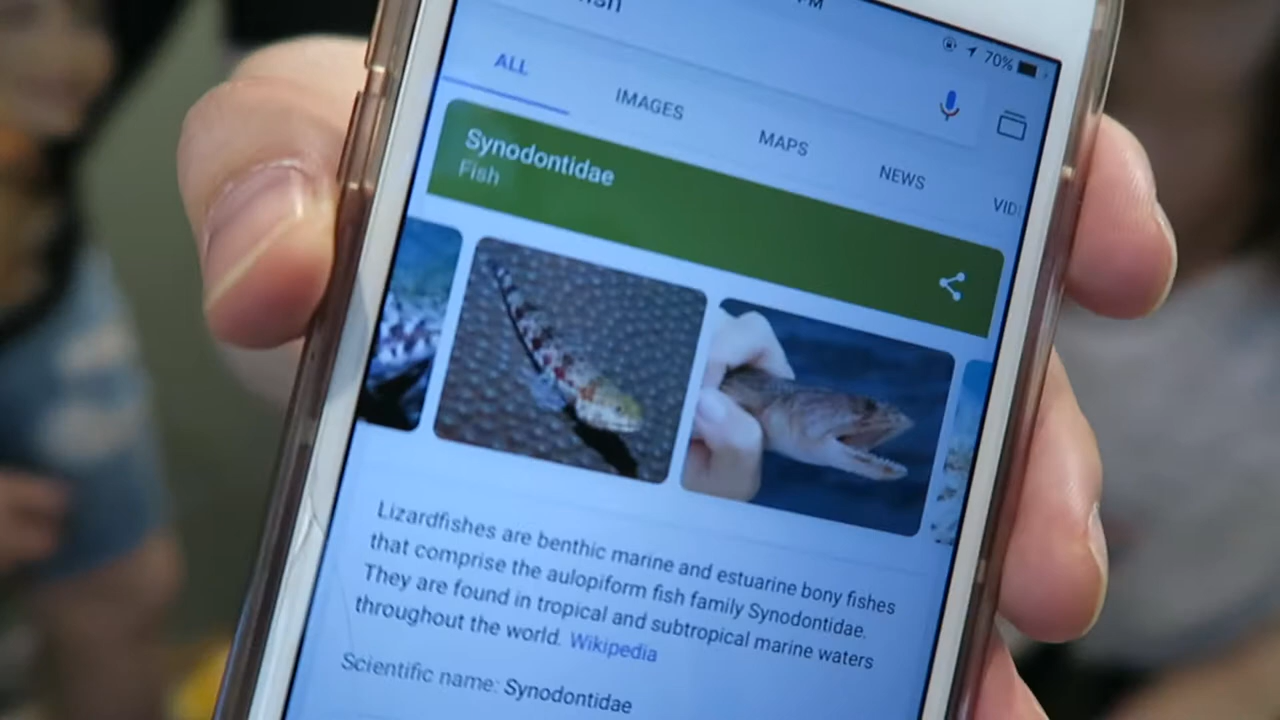 70%
ALL
IMAGES
MAPS
NEWS
Synodontidae
Fish
Lizardfishes are benthic marine and estuarine bony fishes
that comprise the aulopiform fish family Synodontidae.
They are found in tropical and subtropical marine waters
throughout the world. Wikipedia
Scientific name: Synodontidae